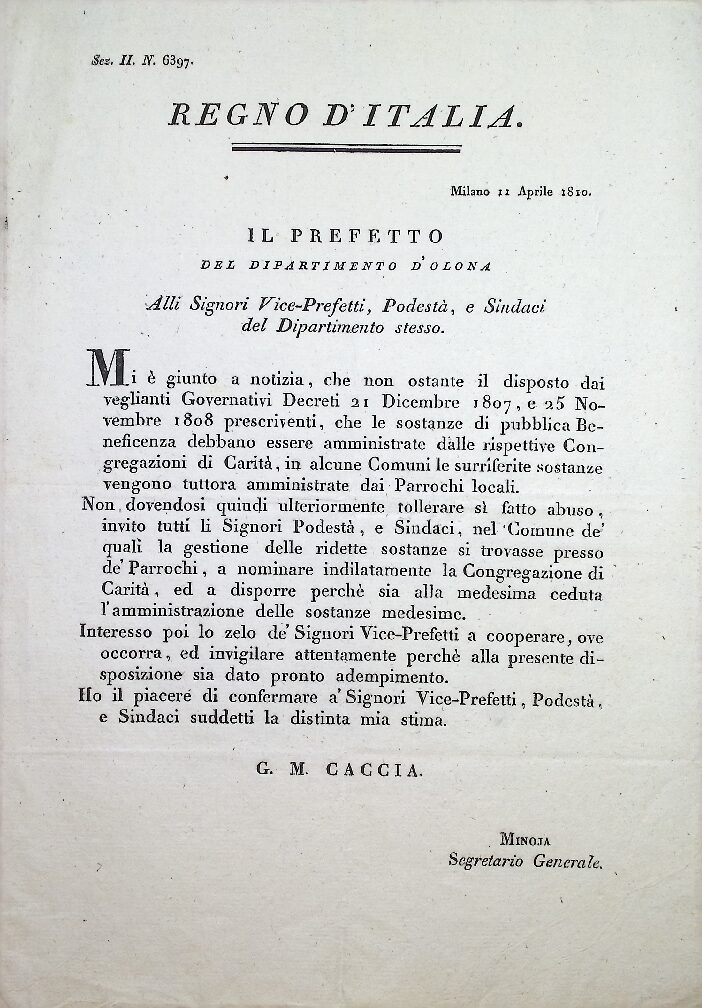 Sez. II. N. 6397.
REGNO D'ITALIA.
Milano 11 Aprile 1810.
IL PREFETTO
DEL DIPARTIMENTO D'OLONA
Alli Signori Vice-Prefetti, Podestà, e Sindaci
del Dipartimento stesso.
Mi è giunto a notizia, che non ostante il disposto dai
veglianti Governativi Decreti 21 Dicembre 1807, e 25 No-
vembre 1808 prescriventi, che le sostanze di pubblica Be-
neficenza debbano essere amministrate dalle rispettive Con-
gregazioni di Carità, in alcune Comuni le surriferite sostanze
vengono tuttora amministrate dai Parrochi locali.
Non dovendosi quindi ulteriormente tollerare sì fatto abuso,
invito tutti li Signori Podestà, e Sindaci, nel Comune de'
quali la gestione delle ridette sostanze si trovasse presso
de' Parrochi, a nominare indilatamente la Congregazione di
Carità, ed a disporre perchè sia alla medesima ceduta
l'amministrazione delle sostanze medesime.
Interesso poi lo zelo de' Signori Vice-Prefetti a cooperare, ove
occorra, ed invigilare attentamente perchè alla presente di-
sposizione sia dato pronto adempimento.
Ho il piacere di confermare a' Signori Vice-Prefetti, Podestà,
e Sindaci suddetti la distinta mia stima.
G. M. CACCIA.
MINOJA
Segretario Generale.